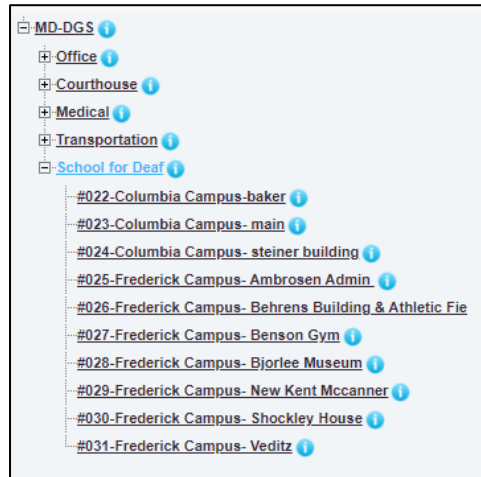 MD-DGS
Office
Courthouse
Medical
Transportation
School for Deaf
#022-Columbia Campus-baker
#023-Columbia Campus- main
#024-Columbia Campus- steiner building
#025-Frederick Campus- Ambrosen Admin
#026-Frederick Campus- Behrens Building & Athletic Fie
#027-Frederick Campus- Benson Gym
#028-Frederick Campus- Bjorlee Museum
#029-Frederick Campus- New Kent Mccanner
#030-Frederick Campus- Shockley House
#031-Frederick Campus- Veditz